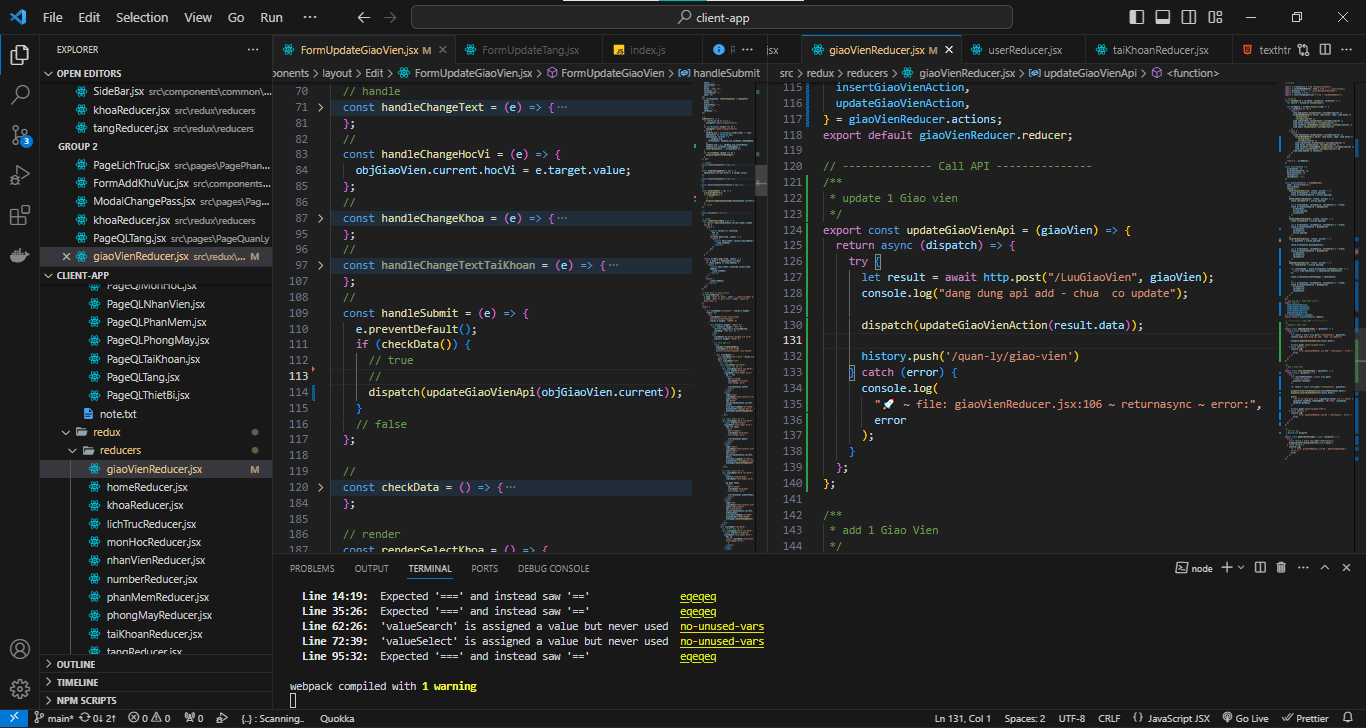 File Edit Selection View Go Run ··· client-app
EXPLORER ···
OPEN EDITORS
SideBar.jsx src\components\common\...
khoaReducer.jsx src\redux\reducers
tangReducer.jsx src\redux\reducers
GROUP 2
PageLichTruc.jsx src\pages\PagePhan...
FormAddKhuVuc.jsx src\components...
ModalChangePass.jsx src\pages\Pag...
khoaReducer.jsx src\redux\reducers
PageQLTang.jsx src\pages\PageQuanLy
giaoVienReducer.jsx src\redux\... M
CLIENT-APP
PageQLMonHoc.jsx
PageQLNhanVien.jsx
PageQLPhanMem.jsx
PageQLPhongMay.jsx
PageQLTaiKhoan.jsx
PageQLTang.jsx
PageQLThietBi.jsx
note.txt
redux
reducers
giaoVienReducer.jsx M
homeReducer.jsx
khoaReducer.jsx
lichTrucReducer.jsx
monHocReducer.jsx
nhanVienReducer.jsx
numberReducer.jsx
phanMemReducer.jsx
phongMayReducer.jsx
taiKhoanReducer.jsx
tangReducer.jsx
OUTLINE
TIMELINE
NPM SCRIPTS
3
FormUpdateGiaoVien.jsx M FormUpdateTang.jsx index.js R ···
ponents > layout > Edit > FormUpdateGiaoVien.jsx > FormUpdateGiaoVien > handleSubmit
70 // handle
71 const handleChangeText = (e) => {···
81 };
82 //
83 const handleChangeHocVi = (e) => {
84 objGiaoVien.current.hocVi = e.target.value;
85 };
86 //
87 const handleChangeKhoa = (e) => {···
95 };
96 //
97 const handleChangeTextTaiKhoan = (e) => {···
107 };
108 //
109 const handleSubmit = (e) => {
110 e.preventDefault();
111 if (checkData()) {
112 // true
113 //
114 dispatch(updateGiaoVienApi(objGiaoVien.current));
115 }
116 // false
117 };
118
119 //
120 const checkData = () => {···
184 };
185
186 // render
187 const renderSelectKhoa = () => {
jsx giaoVienReducer.jsx M userReducer.jsx taiKhoanReducer.jsx texthtr ···
src > redux > reducers > giaoVienReducer.jsx > updateGiaoVienApi > <function>
115 insertGiaoVienAction,
116 updateGiaoVienAction,
117 } = giaoVienReducer.actions;
118 export default giaoVienReducer.reducer;
119
120 // -------------- Call API ---------------
121 /**
122 * update 1 Giao vien
123 */
124 export const updateGiaoVienApi = (giaoVien) => {
125 return async (dispatch) => {
126 try {
127 let result = await http.post("/LuuGiaoVien", giaoVien);
128 console.log("dang dung api add - chua  co update");
129
130 dispatch(updateGiaoVienAction(result.data));
131
132 history.push('/quan-ly/giao-vien')
133 } catch (error) {
134 console.log(
135 "🚀 ~ file: giaoVienReducer.jsx:106 ~ returnasync ~ error:",
136 error
137 );
138 }
139 };
140 };
141
142 /**
143 * add 1 Giao Vien
144 */
PROBLEMS OUTPUT TERMINAL PORTS DEBUG CONSOLE node
Line 14:19: Expected '===' and instead saw '==' eqeqeq
Line 35:26: Expected '===' and instead saw '==' eqeqeq
Line 62:26: 'valueSearch' is assigned a value but never used no-unused-vars
Line 72:39: 'valueSelect' is assigned a value but never used no-unused-vars
Line 95:32: Expected '===' and instead saw '==' eqeqeq
webpack compiled with 1 warning
main* 0↓ 2↑ 0 0 0 {..} : Scanning.. Quokka Ln 131, Col 1 Spaces: 2 UTF-8 CRLF {} JavaScript JSX Go Live Prettier